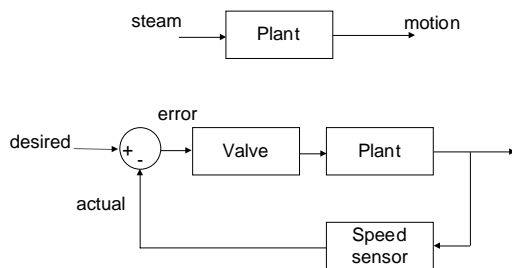 steam
Plant
motion
error
desired
+
-
Valve
Plant
actual
Speed
sensor